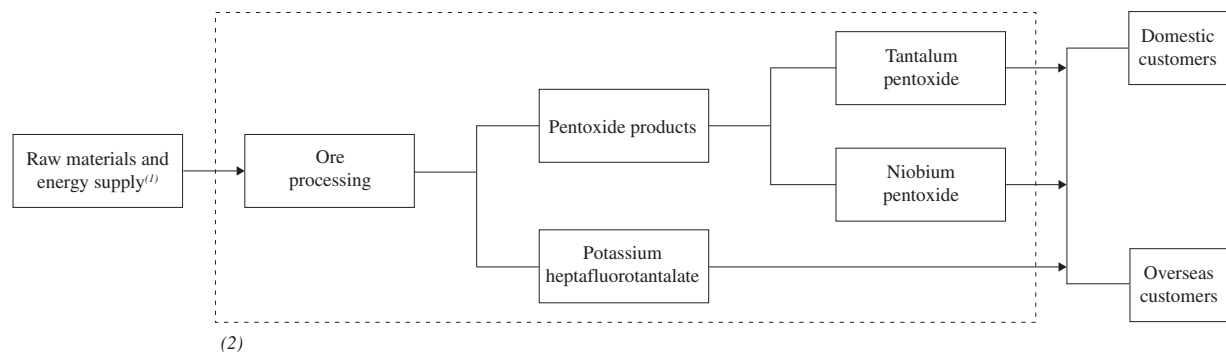 Raw materials and
energy supply(1)
Ore
processing
Pentoxide products
Potassium
heptafluorotantalate
Tantalum
pentoxide
Niobium
pentoxide
Domestic
customers
Overseas
customers
(2)